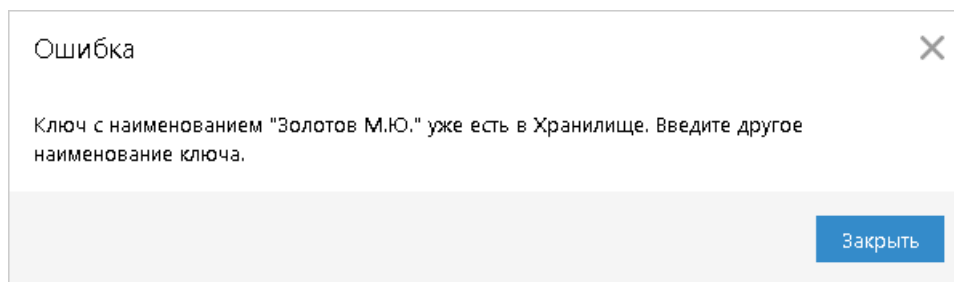 Ошибка
Ключ с наименованием "Золотов М.Ю." уже есть в Хранилище. Введите другое
наименование ключа.
Закрыть